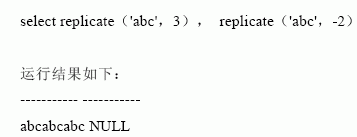 select replicate（'abc'，3）， replicate（'abc'，-2）
运行结果如下：
----------- -----------
abcabcabc NULL